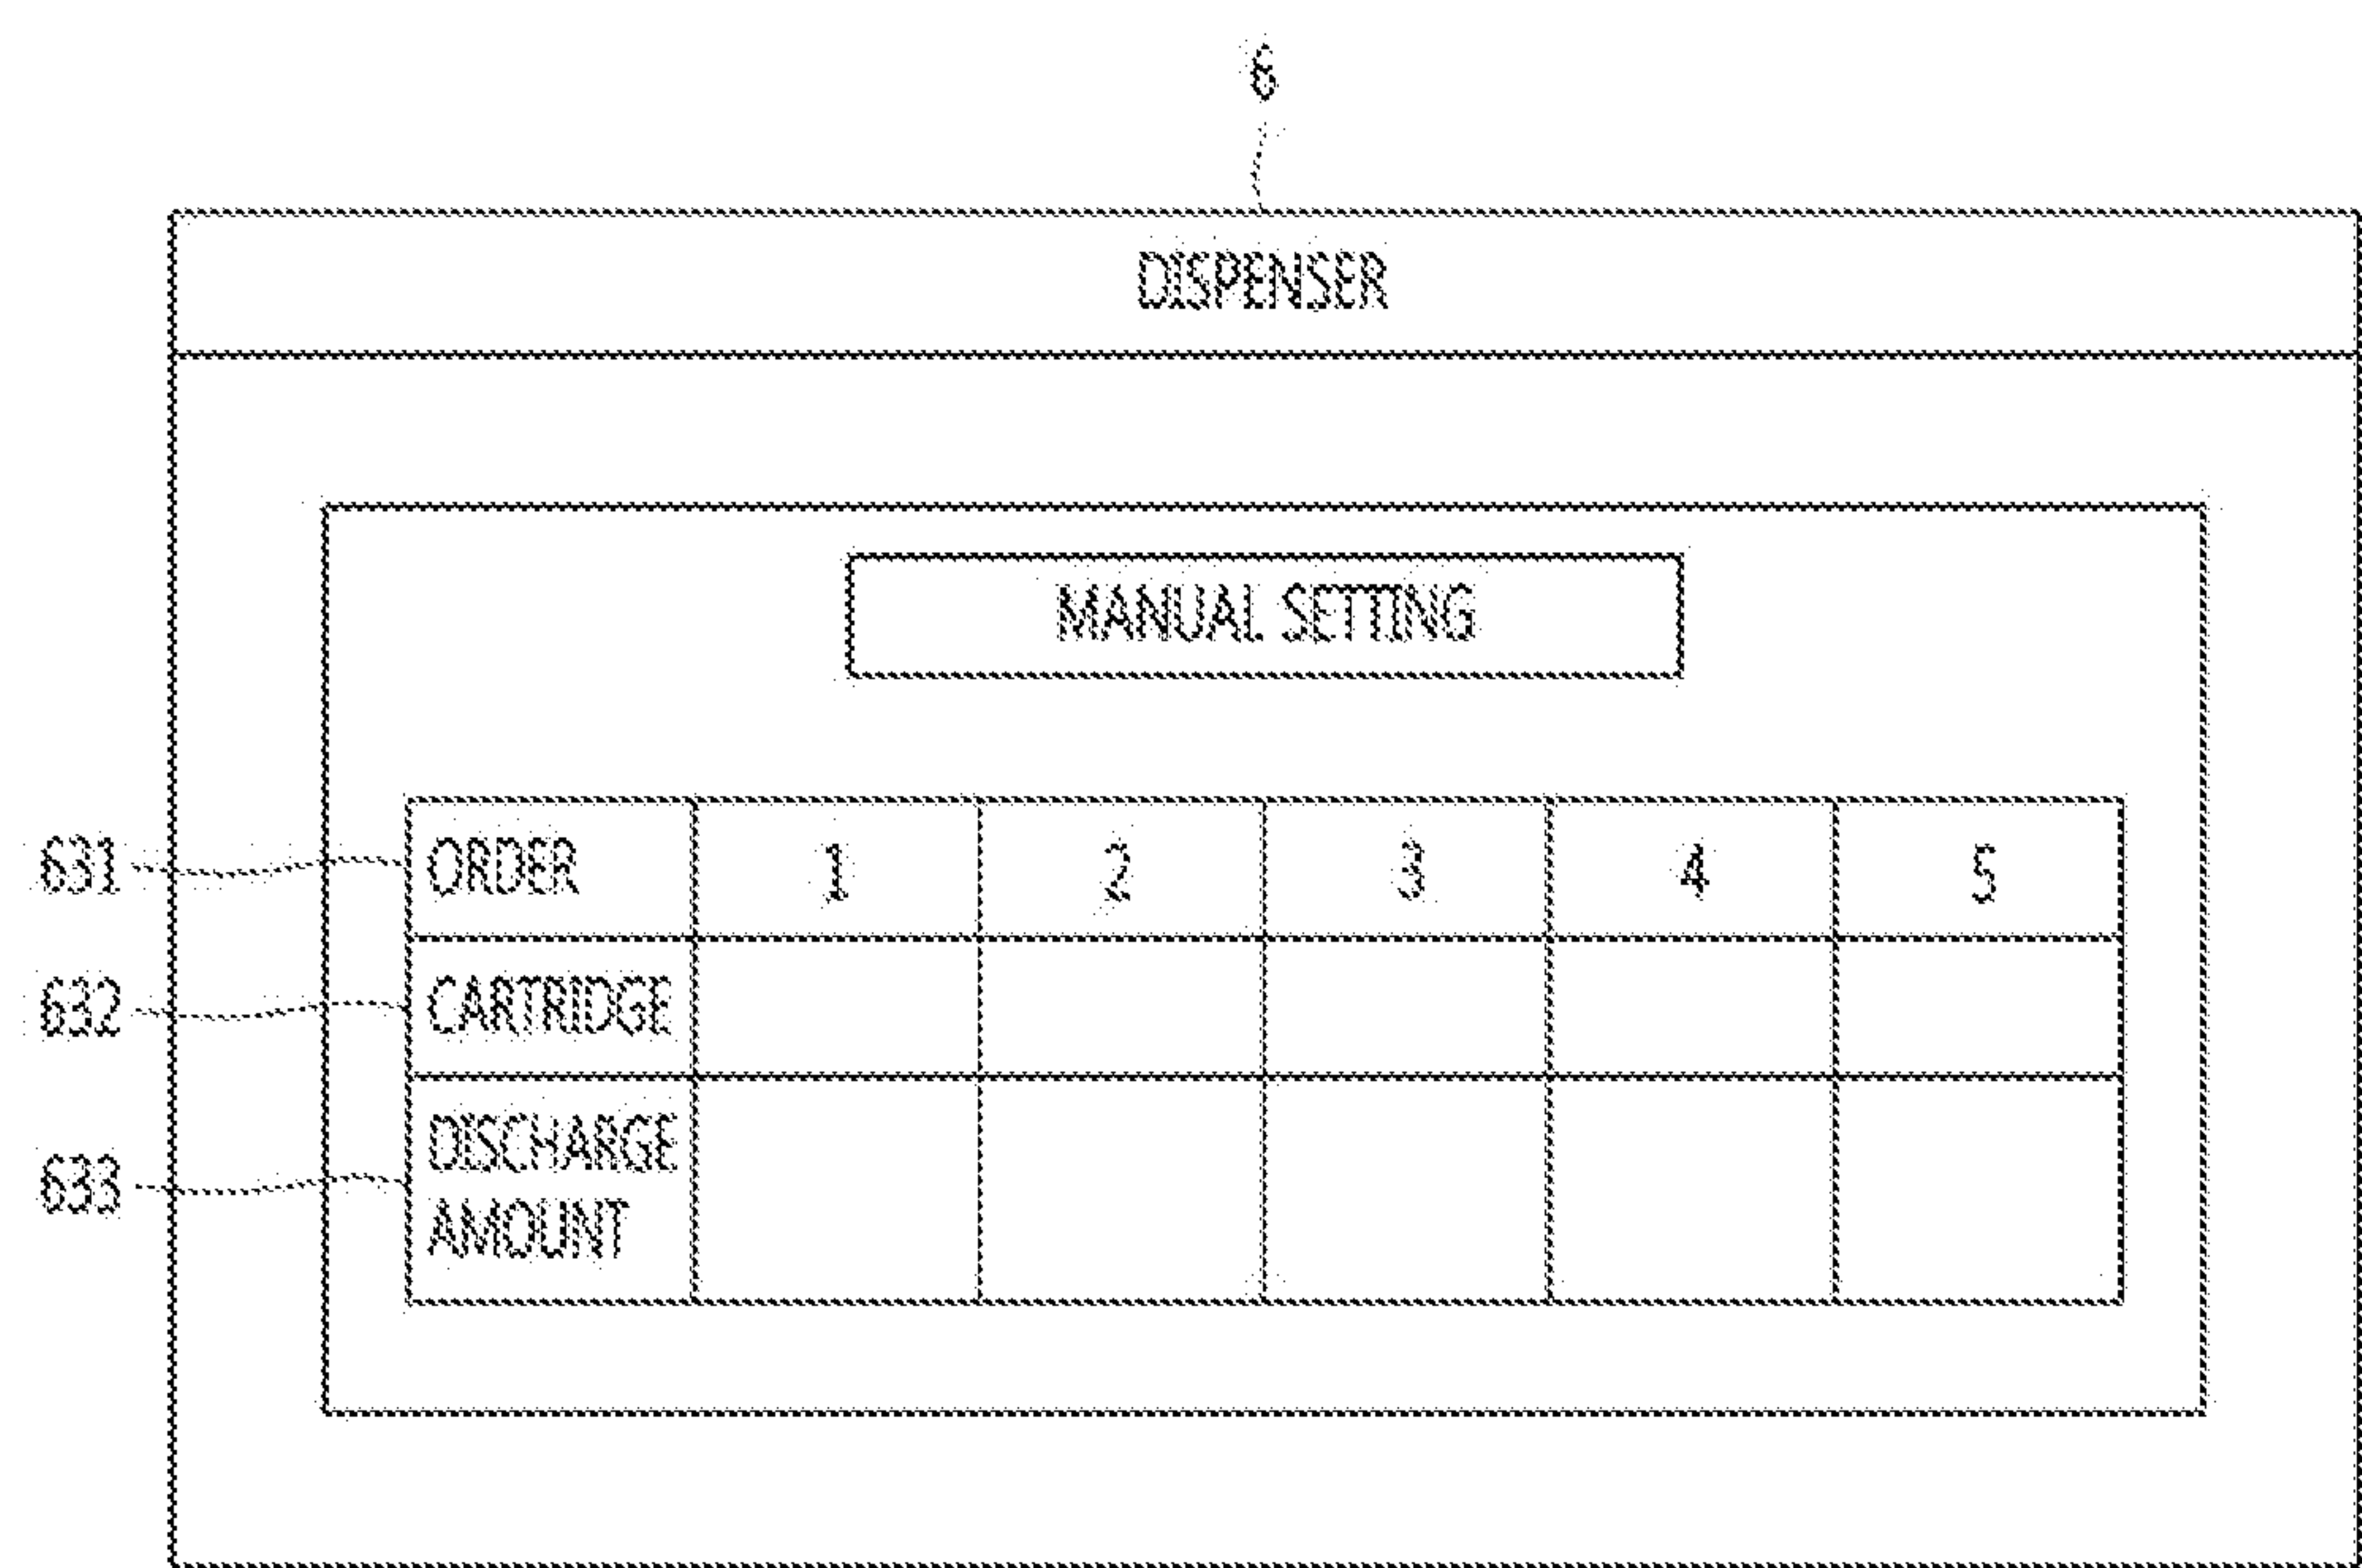 6
DISPENSER
MANUAL SETTING
631 ORDER 1 2 3 4 5
632 CARTRIDGE
633 DISCHARGE
AMOUNT